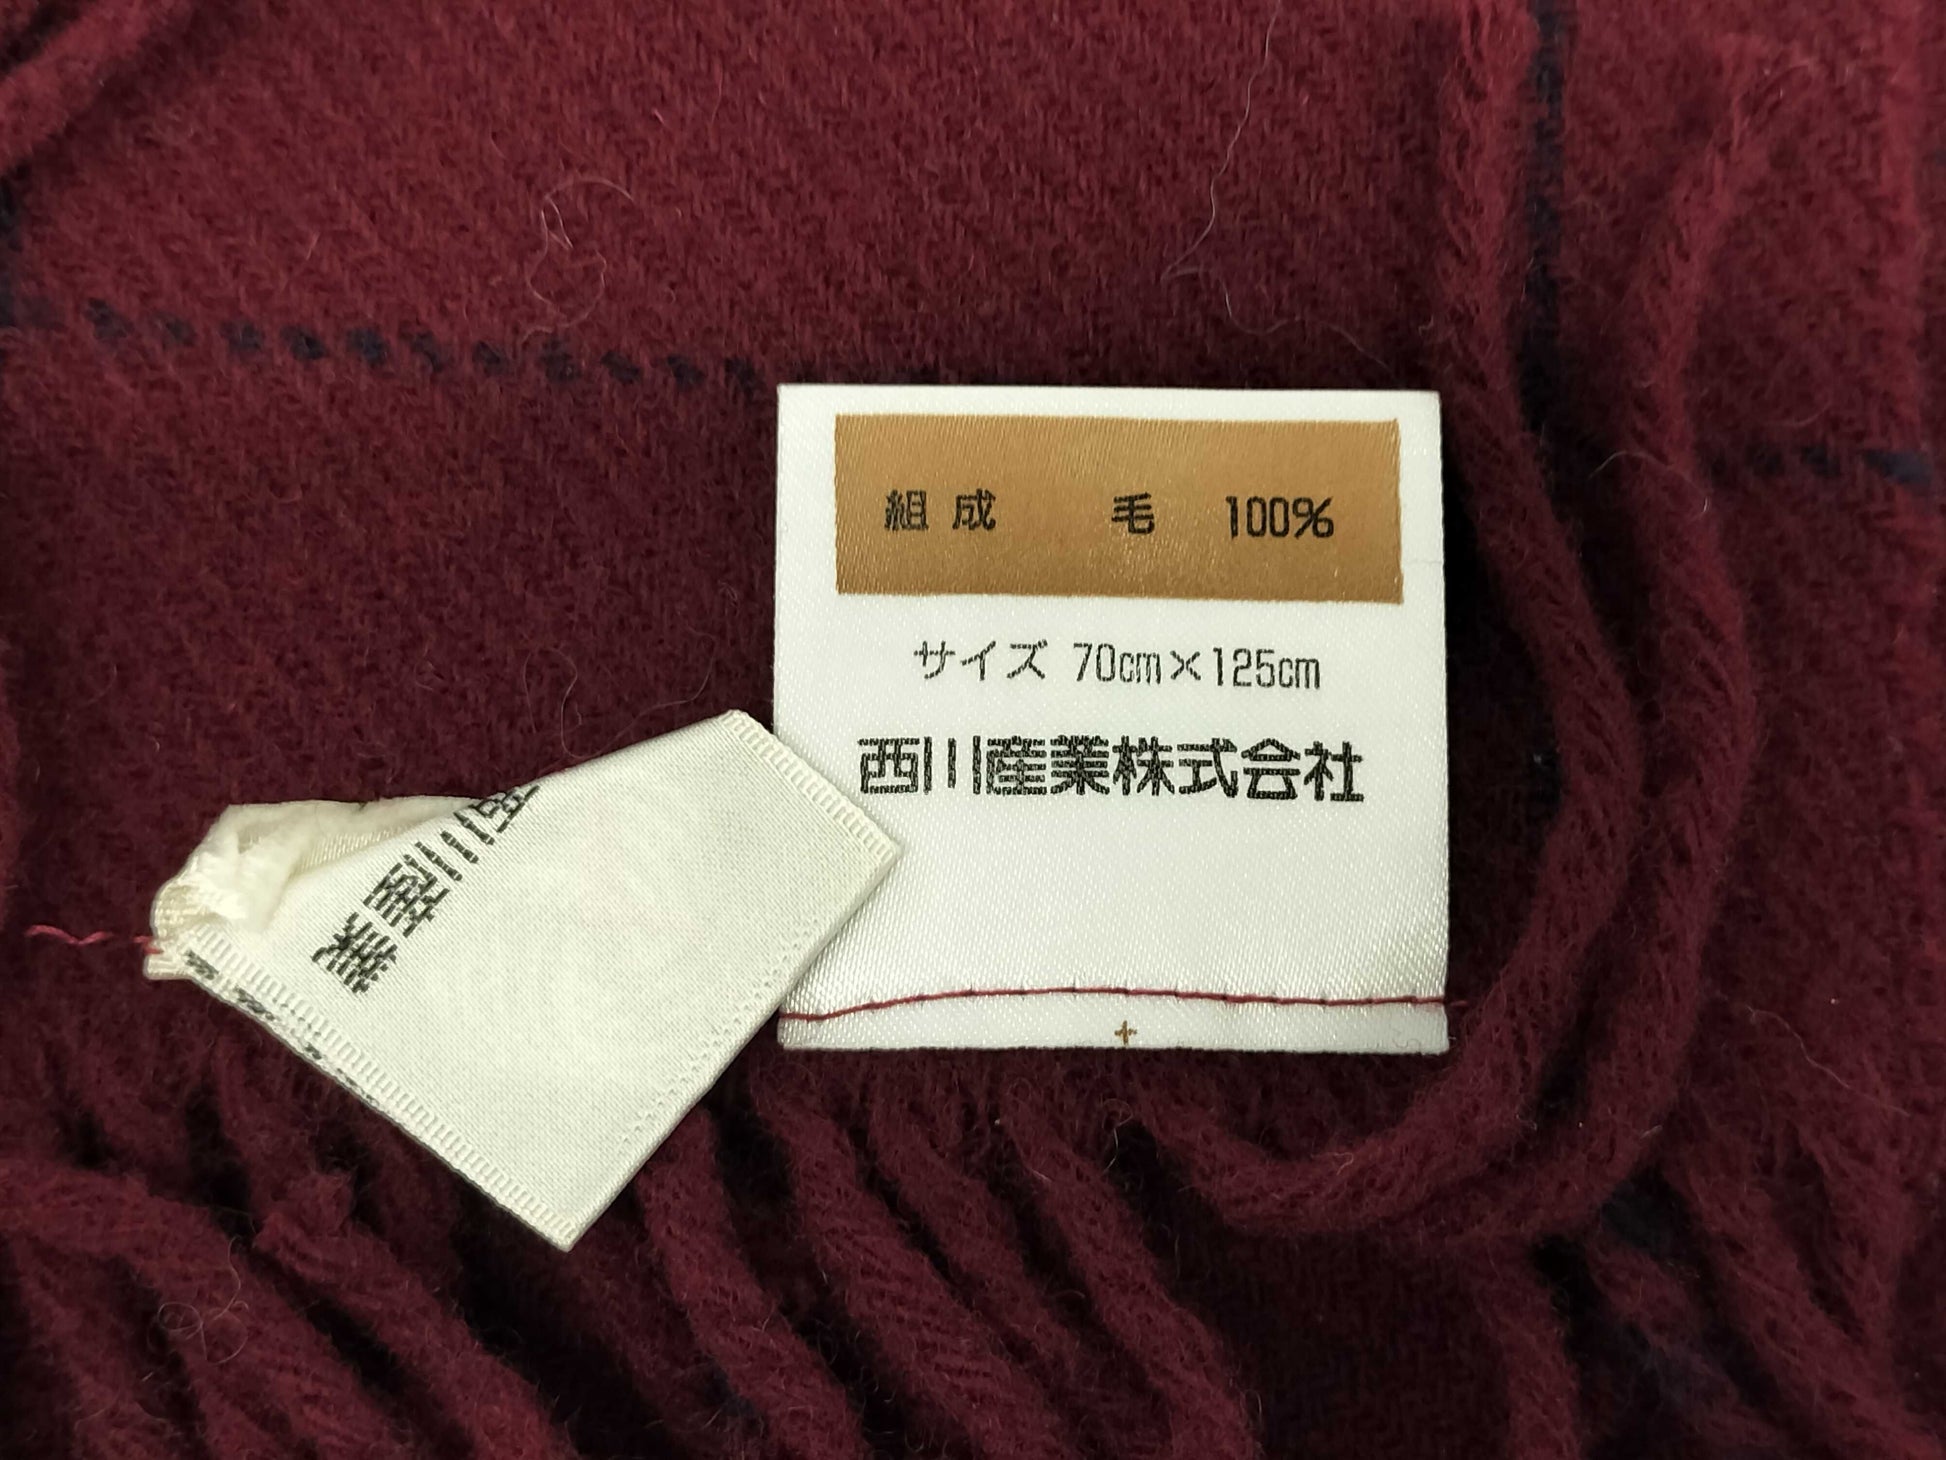 組成 毛 100%
サイズ 70cm×125cm
西川産業株式会社